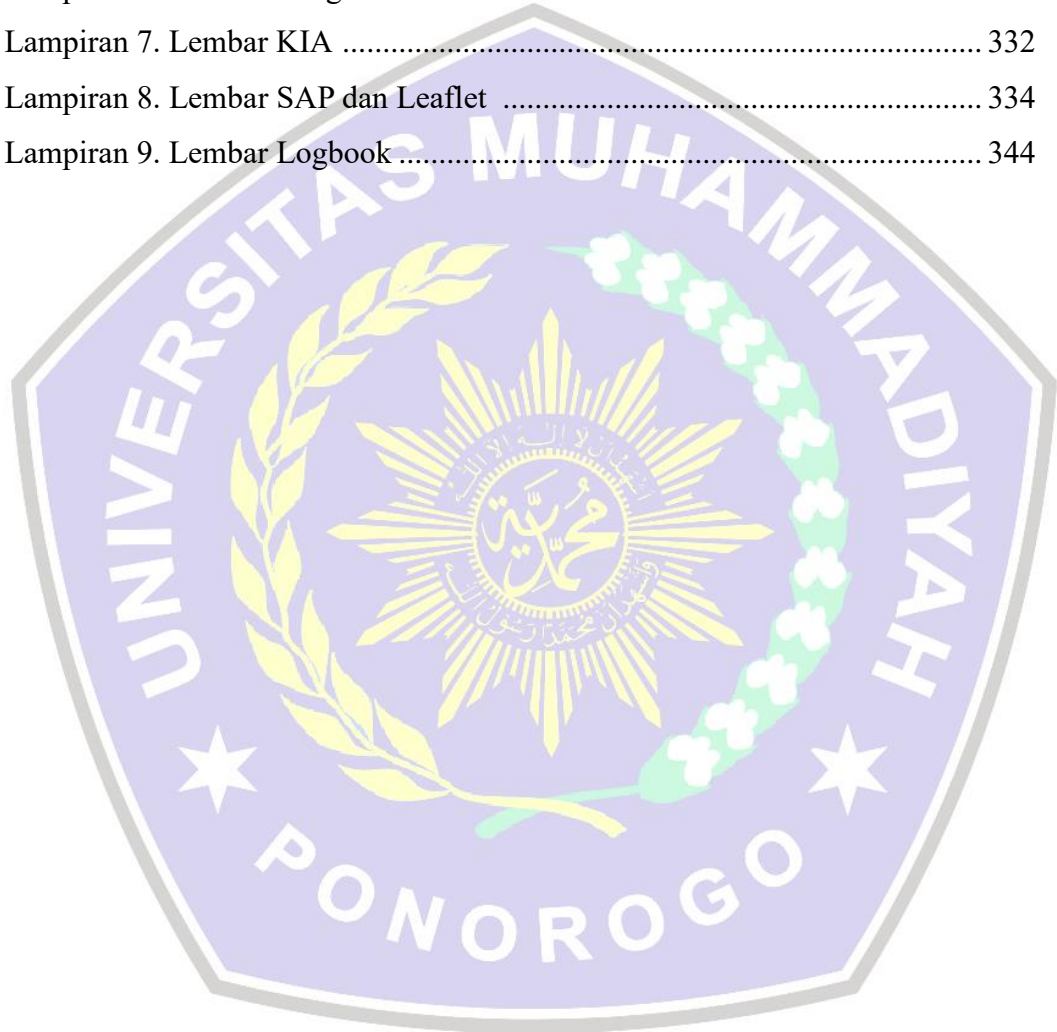 Lampiran 7. Lembar KIA ............................................................................... 332
Lampiran 8. Lembar SAP dan Leaflet ........................................................... 334
Lampiran 9. Lembar Logbook ........................................................................ 344
UNIVERSITAS MUHAMMADIYAH
محمد
PONOROGO